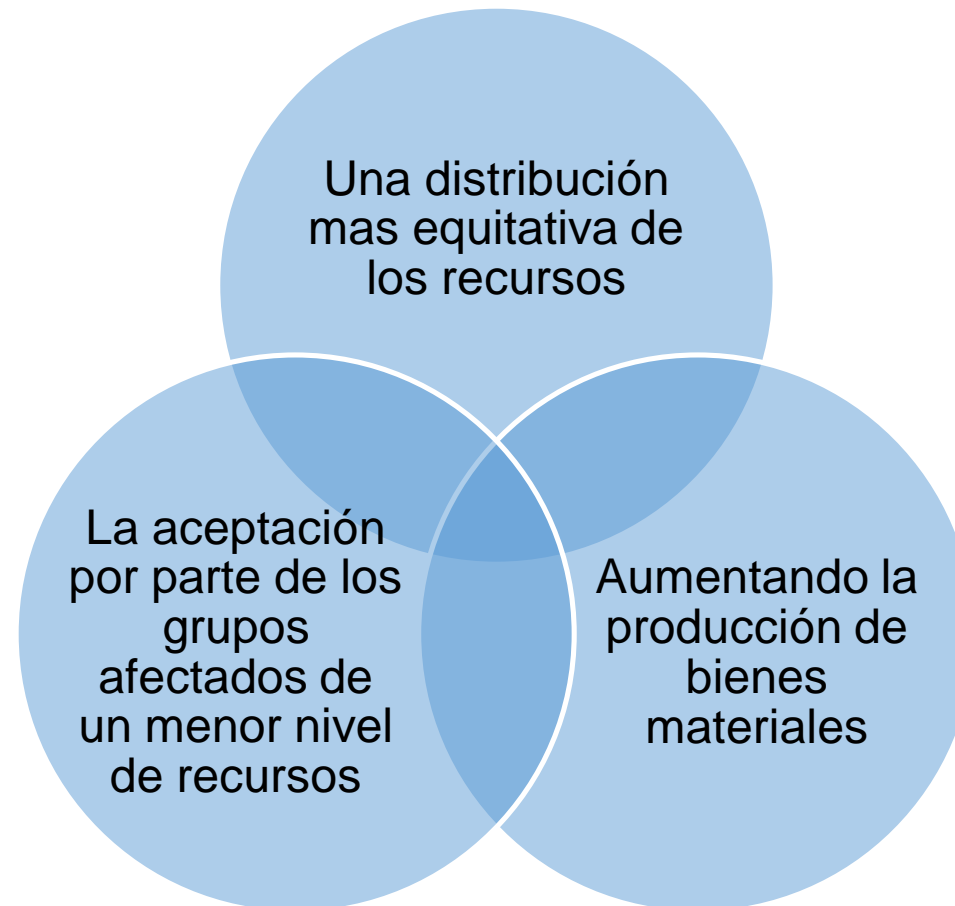 Una distribución
mas equitativa de
los recursos
La aceptación
por parte de los
grupos
afectados de
un menor nivel
de recursos
Aumentando la
producción de
bienes
materiales